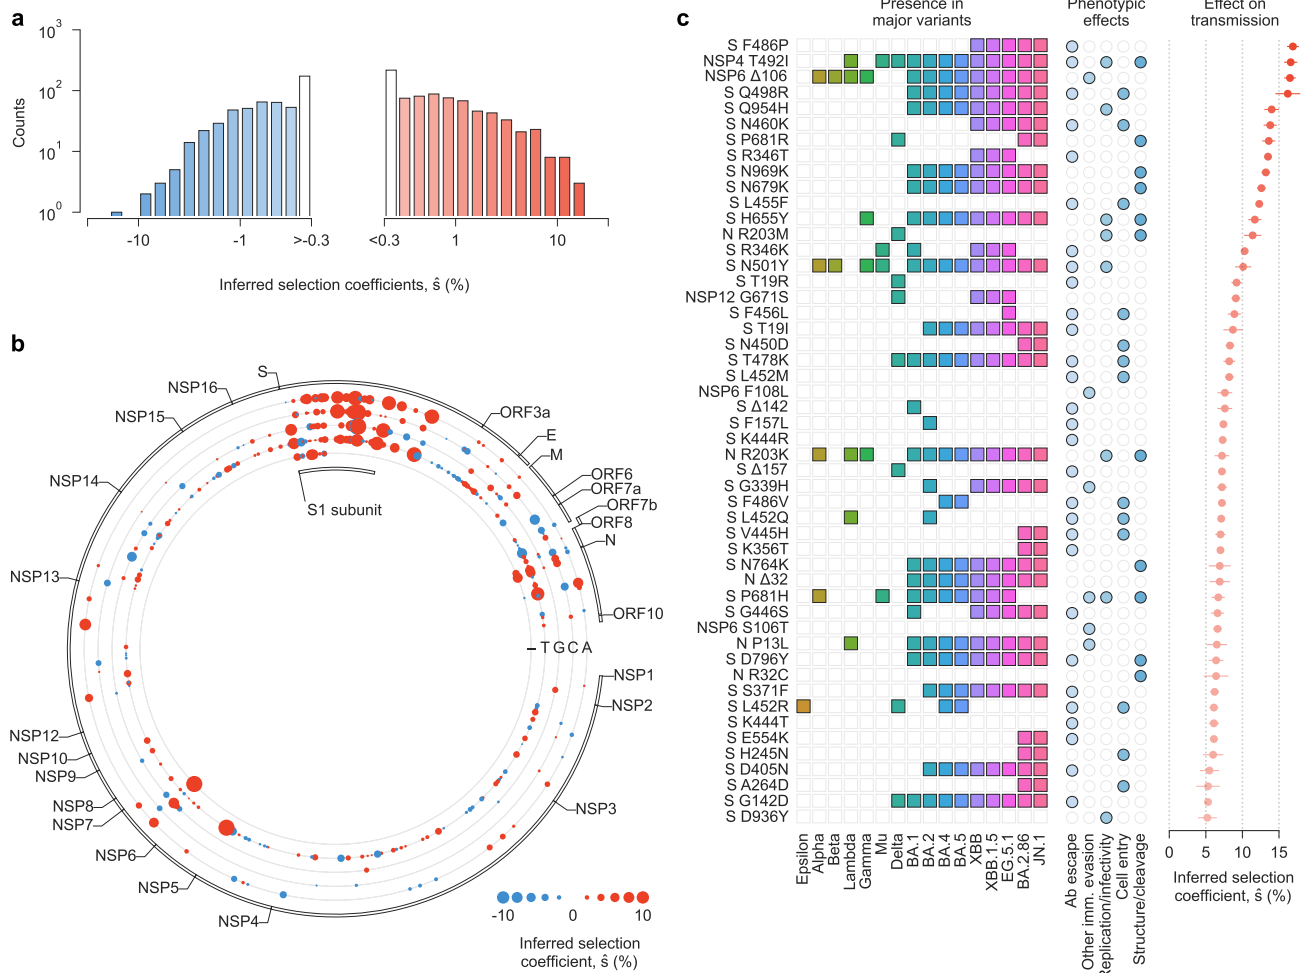 a
10³
10²
10¹
10⁰
Counts
-10
-1
>-0.3
<0.3
1
10
Inferred selection coefficients, ŝ (%)
b
S
NSP16
NSP15
NSP14
NSP13
NSP12
NSP10
NSP9
NSP8
NSP7
NSP6
NSP5
NSP4
ORF3a
E
M
ORF6
ORF7a
ORF7b
ORF8
N
ORF10
NSP1
NSP2
NSP3
S1 subunit
– T G C A
-10
2
10
Inferred selection
coefficient, ŝ (%)
c
Presence in
major variants
Phenotypic
effects
Effect on
transmission
S F486P
NSP4 T492I
NSP6 Δ106
S Q498R
S Q954H
S N460K
S P681R
S R346T
S N969K
S N679K
S L455F
S H655Y
N R203M
S R346K
S N501Y
S T19R
NSP12 G671S
S F456L
S T19I
S N450D
S T478K
S L452M
NSP6 F108L
S Δ142
S F157L
S K444R
N R203K
S Δ157
S G339H
S F486V
S L452Q
S V445H
S K356T
S N764K
N Δ32
S P681H
S G446S
NSP6 S106T
N P13L
S D796Y
N R32C
S S371F
S L452R
S K444T
S E554K
S H245N
S D405N
S A264D
S G142D
S D936Y
Epsilon
Alpha
Beta
Lambda
Gamma
Mu
Delta
BA.1
BA.2
BA.4
BA.5
XBB
XBB.1.5
EG.5.1
BA.2.86
JN.1
Ab escape
Other imm. evasion
Replication/infectivity
Cell entry
Structure/cleavage
0
5
10
15
Inferred selection
coefficient, ŝ (%)